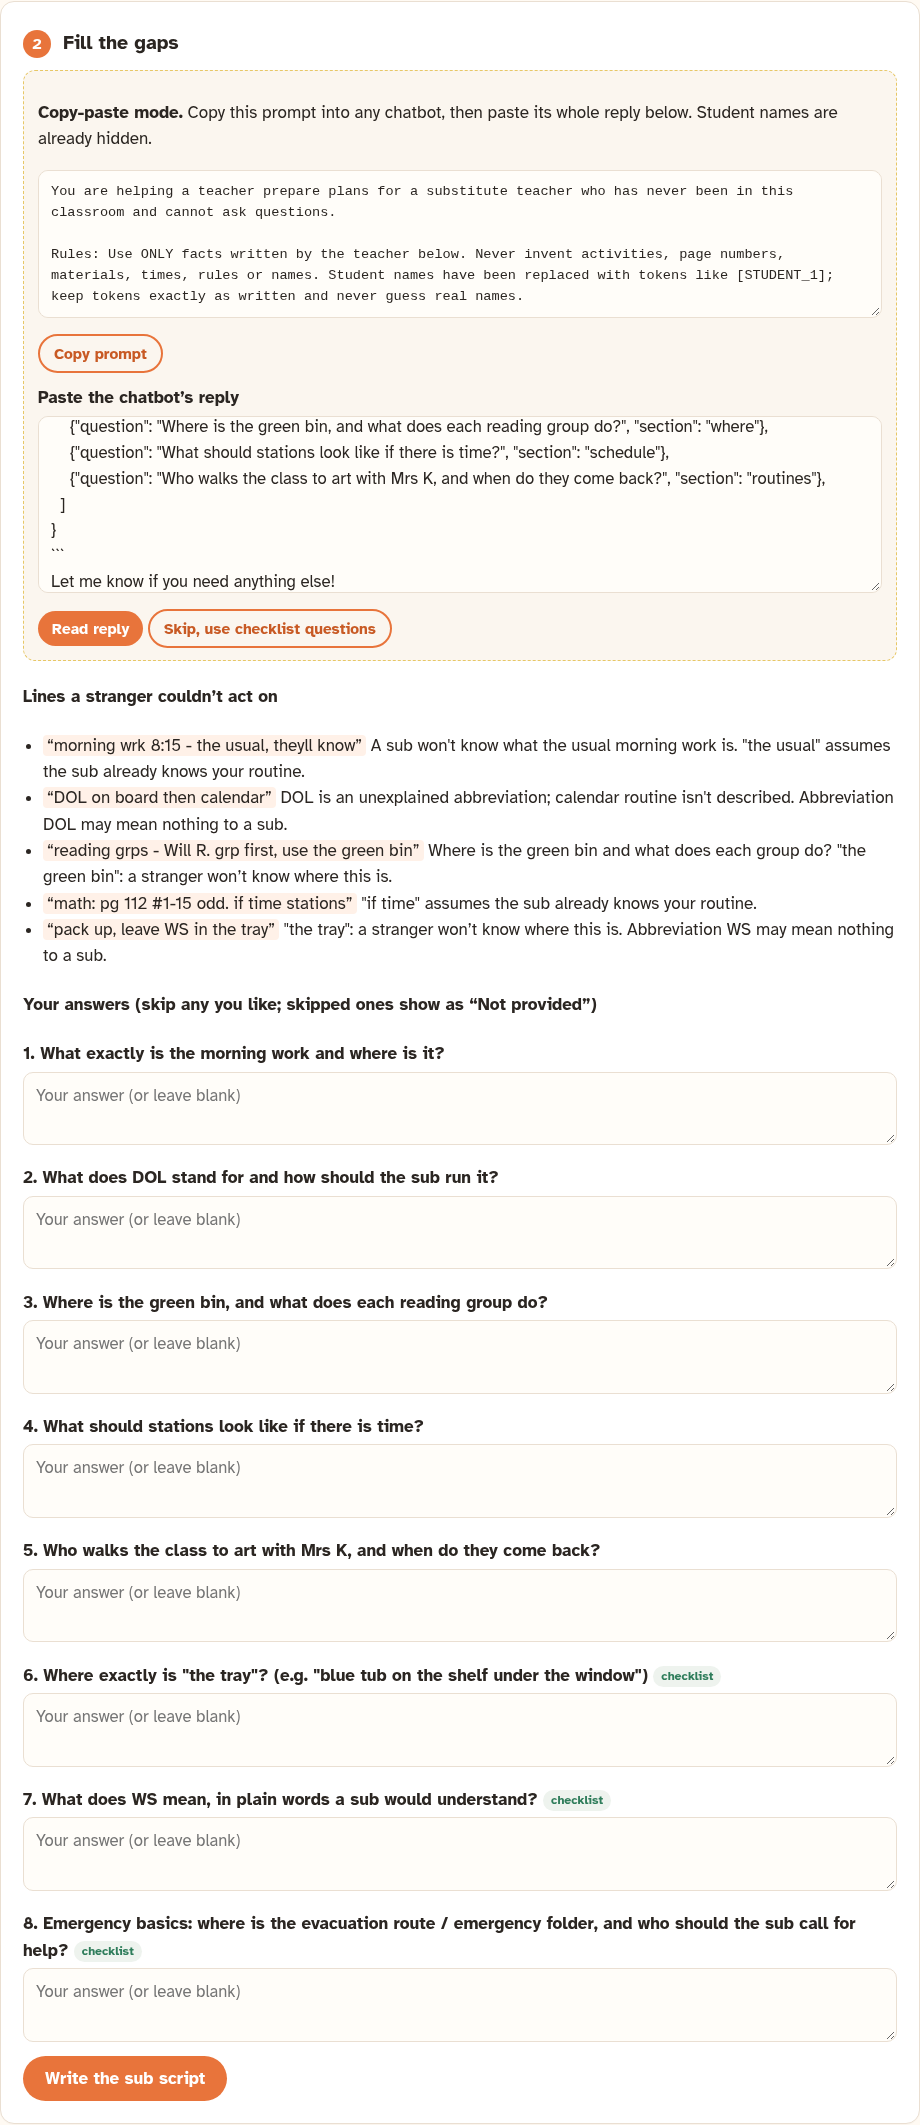 2 Fill the gaps
Copy-paste mode. Copy this prompt into any chatbot, then paste its whole reply below. Student names are
already hidden.
You are helping a teacher prepare plans for a substitute teacher who has never been in this
classroom and cannot ask questions.
Rules: Use ONLY facts written by the teacher below. Never invent activities, page numbers,
materials, times, rules or names. Student names have been replaced with tokens like [STUDENT_1];
keep tokens exactly as written and never guess real names.
Copy prompt
Paste the chatbot’s reply
{"question": "Where is the green bin, and what does each reading group do?", "section": "where"},
{"question": "What should stations look like if there is time?", "section": "schedule"},
{"question": "Who walks the class to art with Mrs K, and when do they come back?", "section": "routines"},
]
}
```
Let me know if you need anything else!
Read reply Skip, use checklist questions
Lines a stranger couldn’t act on
• “morning wrk 8:15 - the usual, theyll know” A sub won't know what the usual morning work is. "the usual" assumes
the sub already knows your routine.
• “DOL on board then calendar” DOL is an unexplained abbreviation; calendar routine isn't described. Abbreviation
DOL may mean nothing to a sub.
• “reading grps - Will R. grp first, use the green bin” Where is the green bin and what does each group do? "the
green bin": a stranger won’t know where this is.
• “math: pg 112 #1-15 odd. if time stations” "if time" assumes the sub already knows your routine.
• “pack up, leave WS in the tray” "the tray": a stranger won’t know where this is. Abbreviation WS may mean nothing
to a sub.
Your answers (skip any you like; skipped ones show as “Not provided”)
1. What exactly is the morning work and where is it?
Your answer (or leave blank)
2. What does DOL stand for and how should the sub run it?
Your answer (or leave blank)
3. Where is the green bin, and what does each reading group do?
Your answer (or leave blank)
4. What should stations look like if there is time?
Your answer (or leave blank)
5. Who walks the class to art with Mrs K, and when do they come back?
Your answer (or leave blank)
6. Where exactly is "the tray"? (e.g. "blue tub on the shelf under the window") checklist
Your answer (or leave blank)
7. What does WS mean, in plain words a sub would understand? checklist
Your answer (or leave blank)
8. Emergency basics: where is the evacuation route / emergency folder, and who should the sub call for
help? checklist
Your answer (or leave blank)
Write the sub script